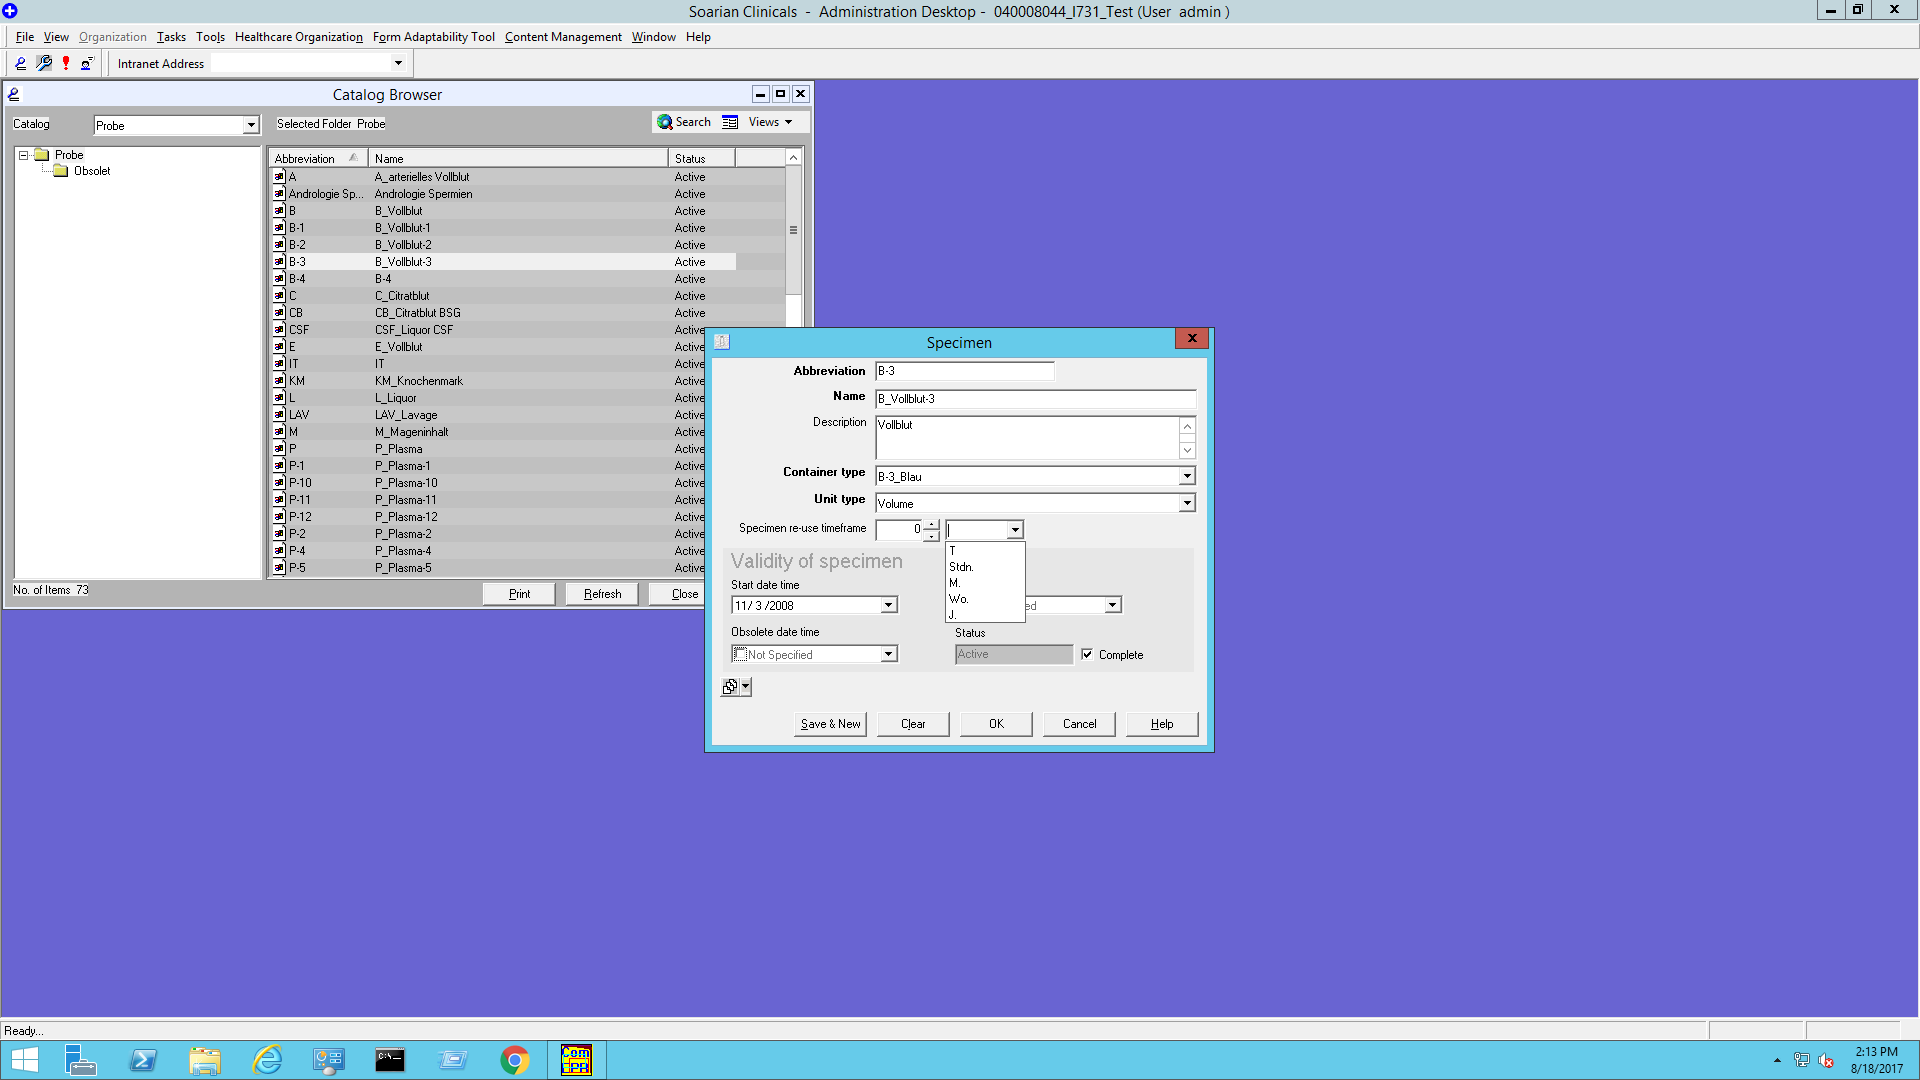 Soarian Clinicals - Administration Desktop - 040008044_I731_Test (User admin )
File View Organization Tasks Tools Healthcare Organization Form Adaptability Tool Content Management Window Help
Intranet Address
Catalog Browser
Catalog Probe Selected Folder Probe Search Views
Probe
Obsolet
Abbreviation Name Status
A A_arterielles Vollblut Active
Andrologie Sp... Andrologie Spermien Active
B B_Vollblut Active
B-1 B_Vollblut-1 Active
B-2 B_Vollblut-2 Active
B-3 B_Vollblut-3 Active
B-4 B-4 Active
C C_Citratblut Active
CB CB_Citratblut BSG Active
CSF CSF_Liquor CSF Active
E E_Vollblut Active
IT IT Active
KM KM_Knochenmark Active
L L_Liquor Active
LAV LAV_Lavage Active
M M_Mageninhalt Active
P P_Plasma Active
P-1 P_Plasma-1 Active
P-10 P_Plasma-10 Active
P-11 P_Plasma-11 Active
P-12 P_Plasma-12 Active
P-2 P_Plasma-2 Active
P-4 P_Plasma-4 Active
P-5 P_Plasma-5 Active
No. of Items 73
Print Refresh Close
Specimen
Abbreviation B-3
Name B_Vollblut-3
Description Vollblut
Container type B-3_Blau
Unit type Volume
Specimen re-use timeframe 0
T
Stdn.
M.
Wo.
J.
Validity of specimen
Start date time
11/ 3 /2008
ed
Obsolete date time Status
Not Specified Active Complete
Save & New Clear OK Cancel Help
Ready...
C:\_
Com
2:13 PM
8/18/2017